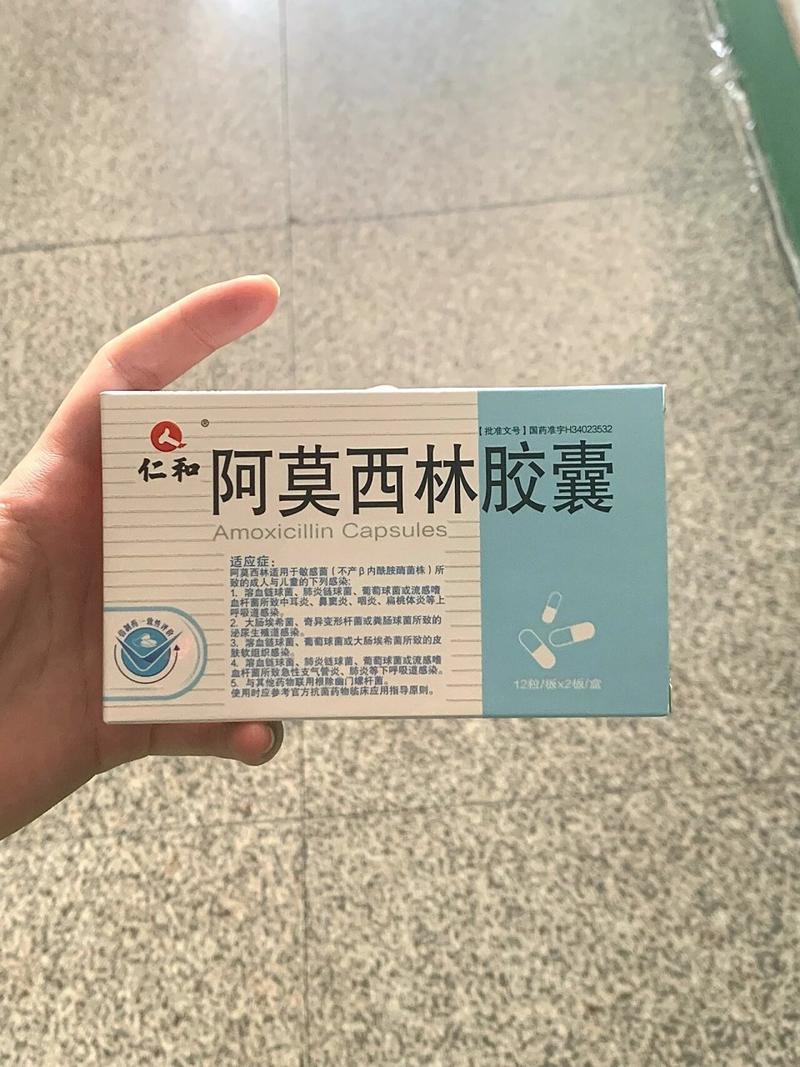 【批准文号】国药准字H34023532
®
仁和
阿莫西林胶囊
Amoxicillin Capsules
适应症：
阿莫西林适用于敏感菌（不产β内酰胺酶菌株）所
致的成人与儿童的下列感染：
1、溶血链球菌、肺炎链球菌、葡萄球菌或流感嗜
血杆菌所致中耳炎、鼻窦炎、咽炎、扁桃体炎等上
呼吸道感染。
2、大肠埃希菌、奇异变形杆菌或粪肠球菌所致的
泌尿生殖道感染。
3、溶血链球菌、葡萄球菌或大肠埃希菌所致的皮
肤软组织感染。
4、溶血链球菌、肺炎链球菌、葡萄球菌或流感嗜
血杆菌所致急性支气管炎、肺炎等下呼吸道感染。
5、与其他药物联用根除幽门螺杆菌。
使用时应参考官方抗菌药物临床应用指导原则。
仿制药一致性评价
12粒/板x2板/盒